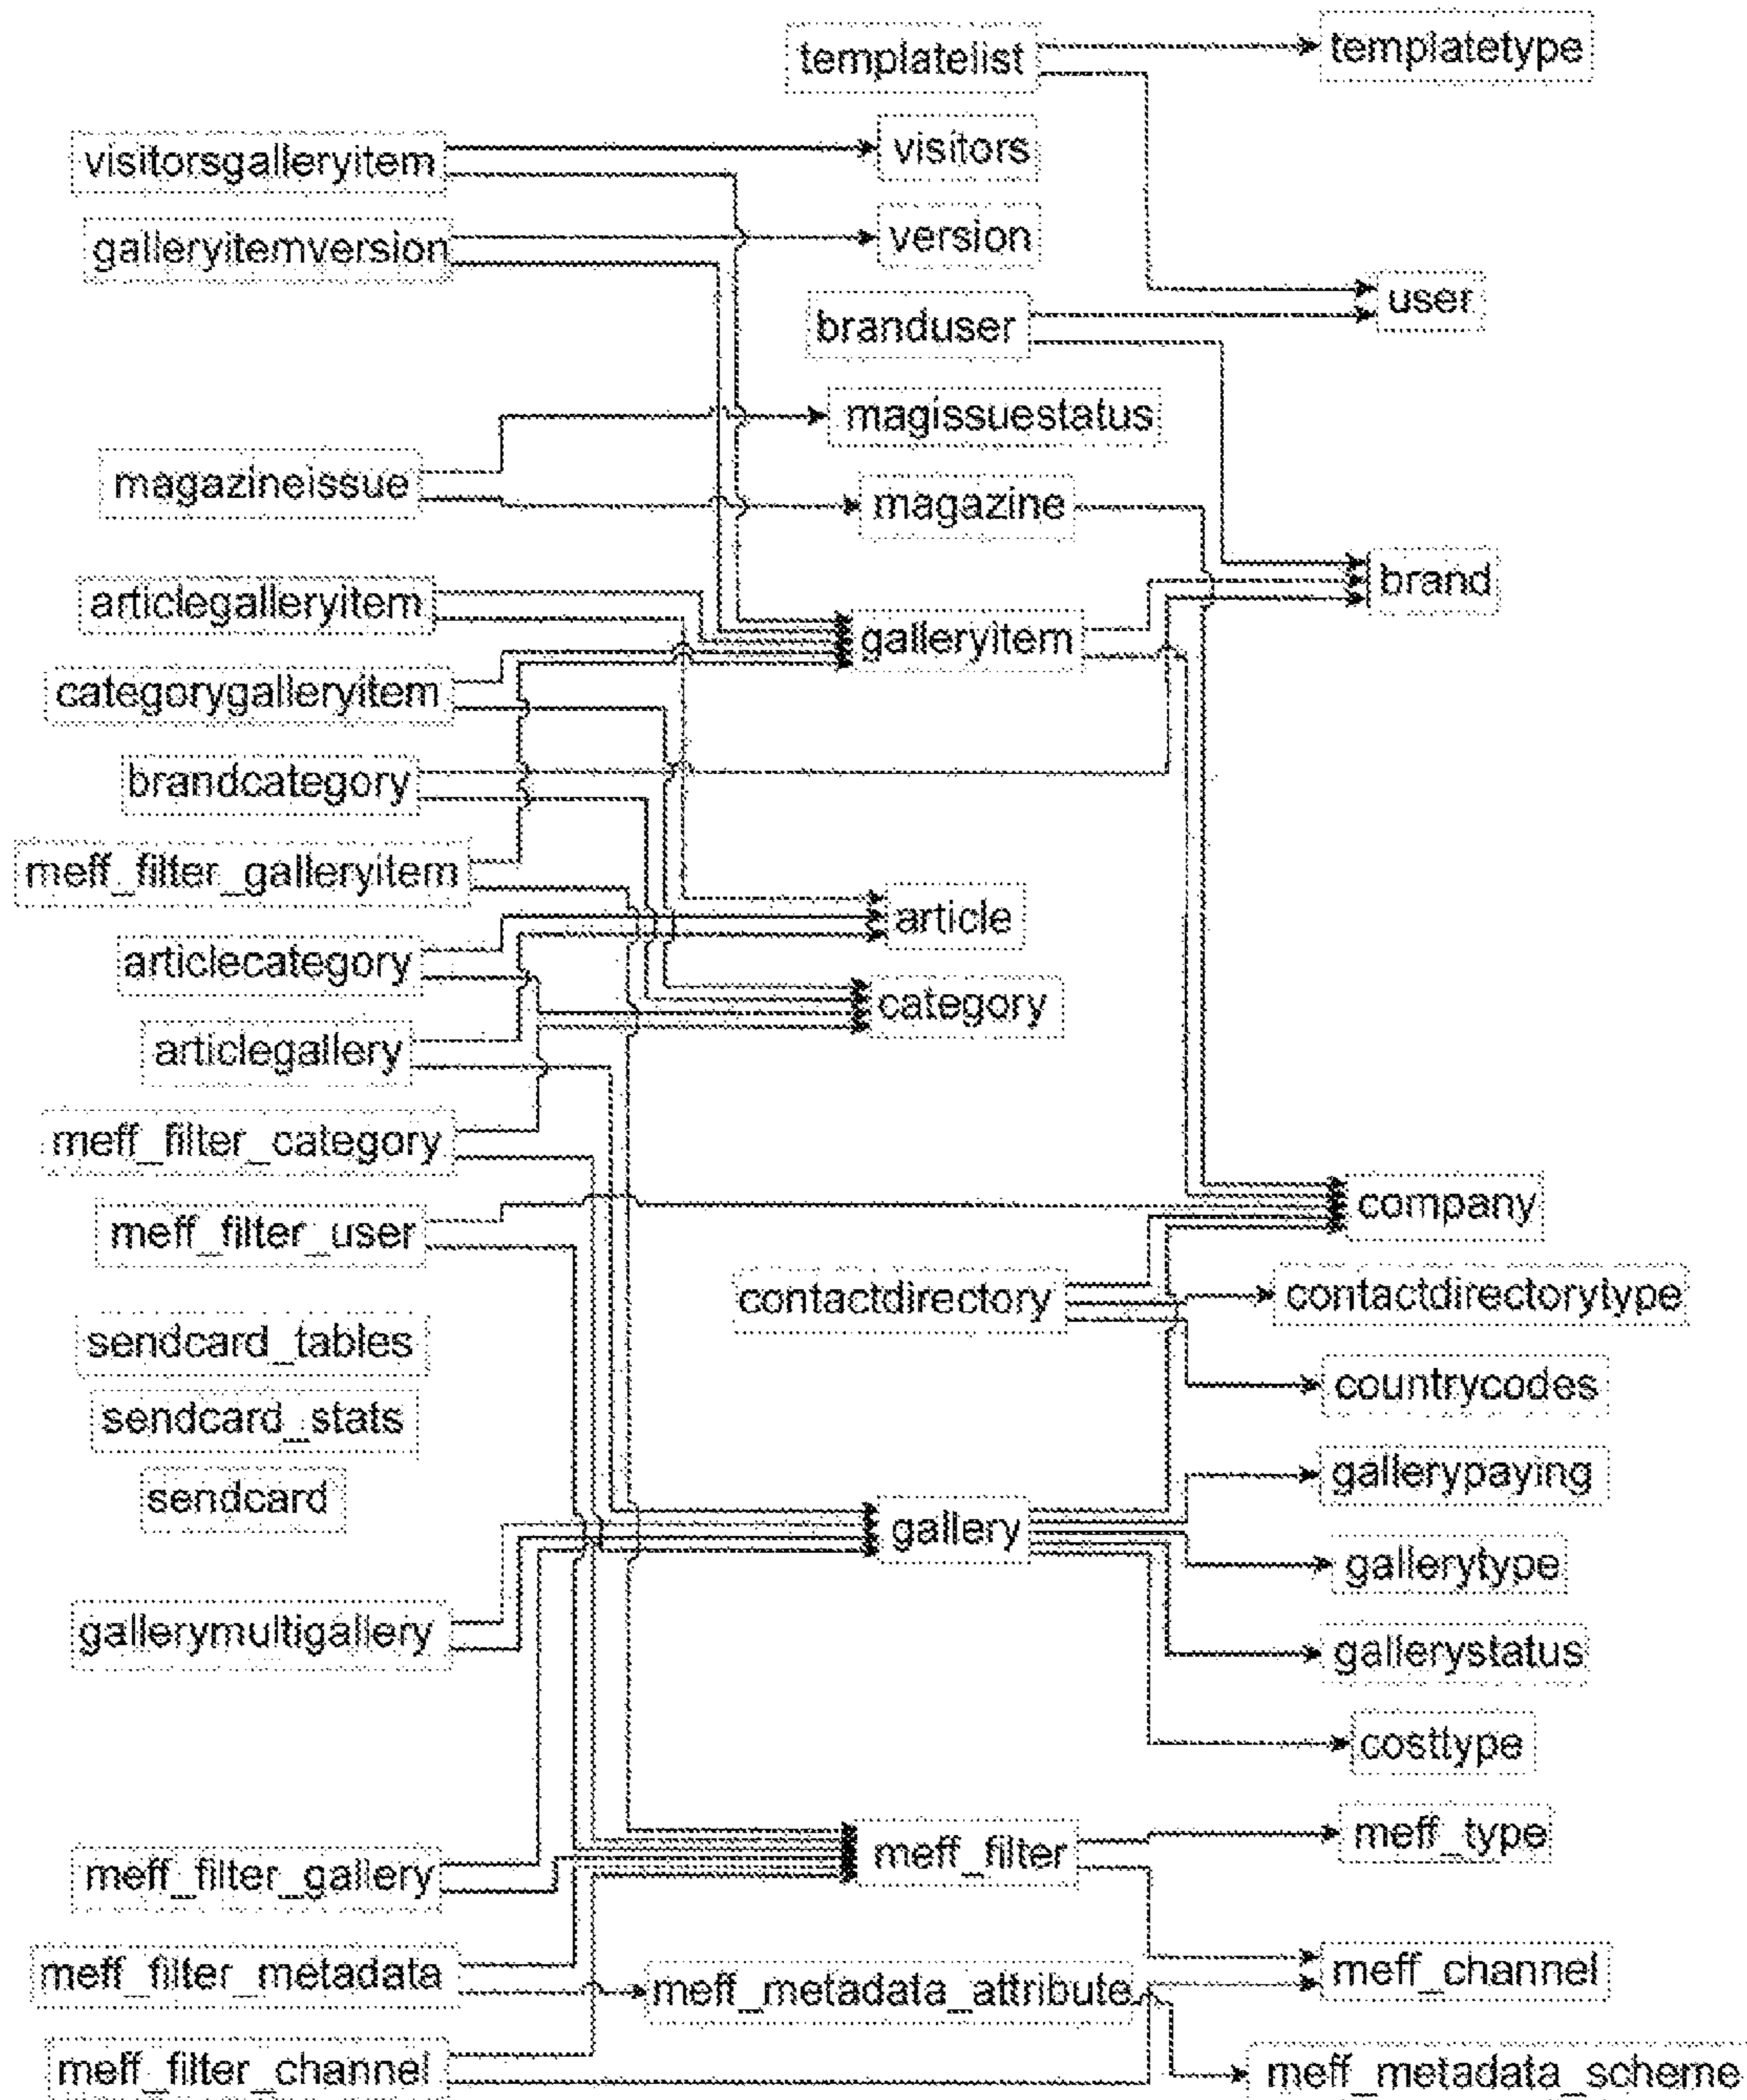 templatelist
templatetype
visitorsgalleryitem
visitors
galleryitemversion
version
user
branduser
magissuestatus
magazineissue
magazine
brand
articlegalleryitem
galleryitem
categorygalleryitem
brandcategory
meff_filter_galleryitem
article
articlecategory
category
articlegallery
meff_filter_category
company
meff_filter_user
contactdirectory
contactdirectorytype
sendcard_tables
countrycodes
sendcard_stats
gallerypaying
sendcard
gallery
gallerytype
gallerymultigallery
gallerystatus
costtype
meff_type
meff_filter
meff_filter_gallery
meff_channel
meff_filter_metadata
meff_metadata_attribute
meff_filter_channel
meff_metadata_scheme